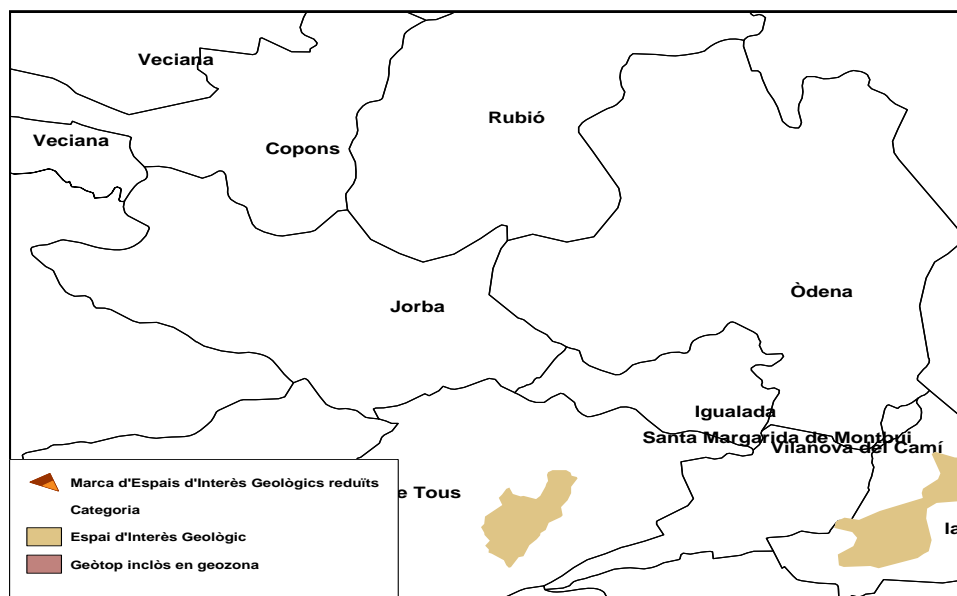 Veciana
Rubió
Veciana
Copons
Òdena
Jorba
Igualada
Santa Margarida de Montbui
Vilanova del Camí
e Tous
la
Marca d'Espais d'Interès Geològics reduïts
Categoria
Espai d'Interès Geològic
Geòtop inclòs en geozona